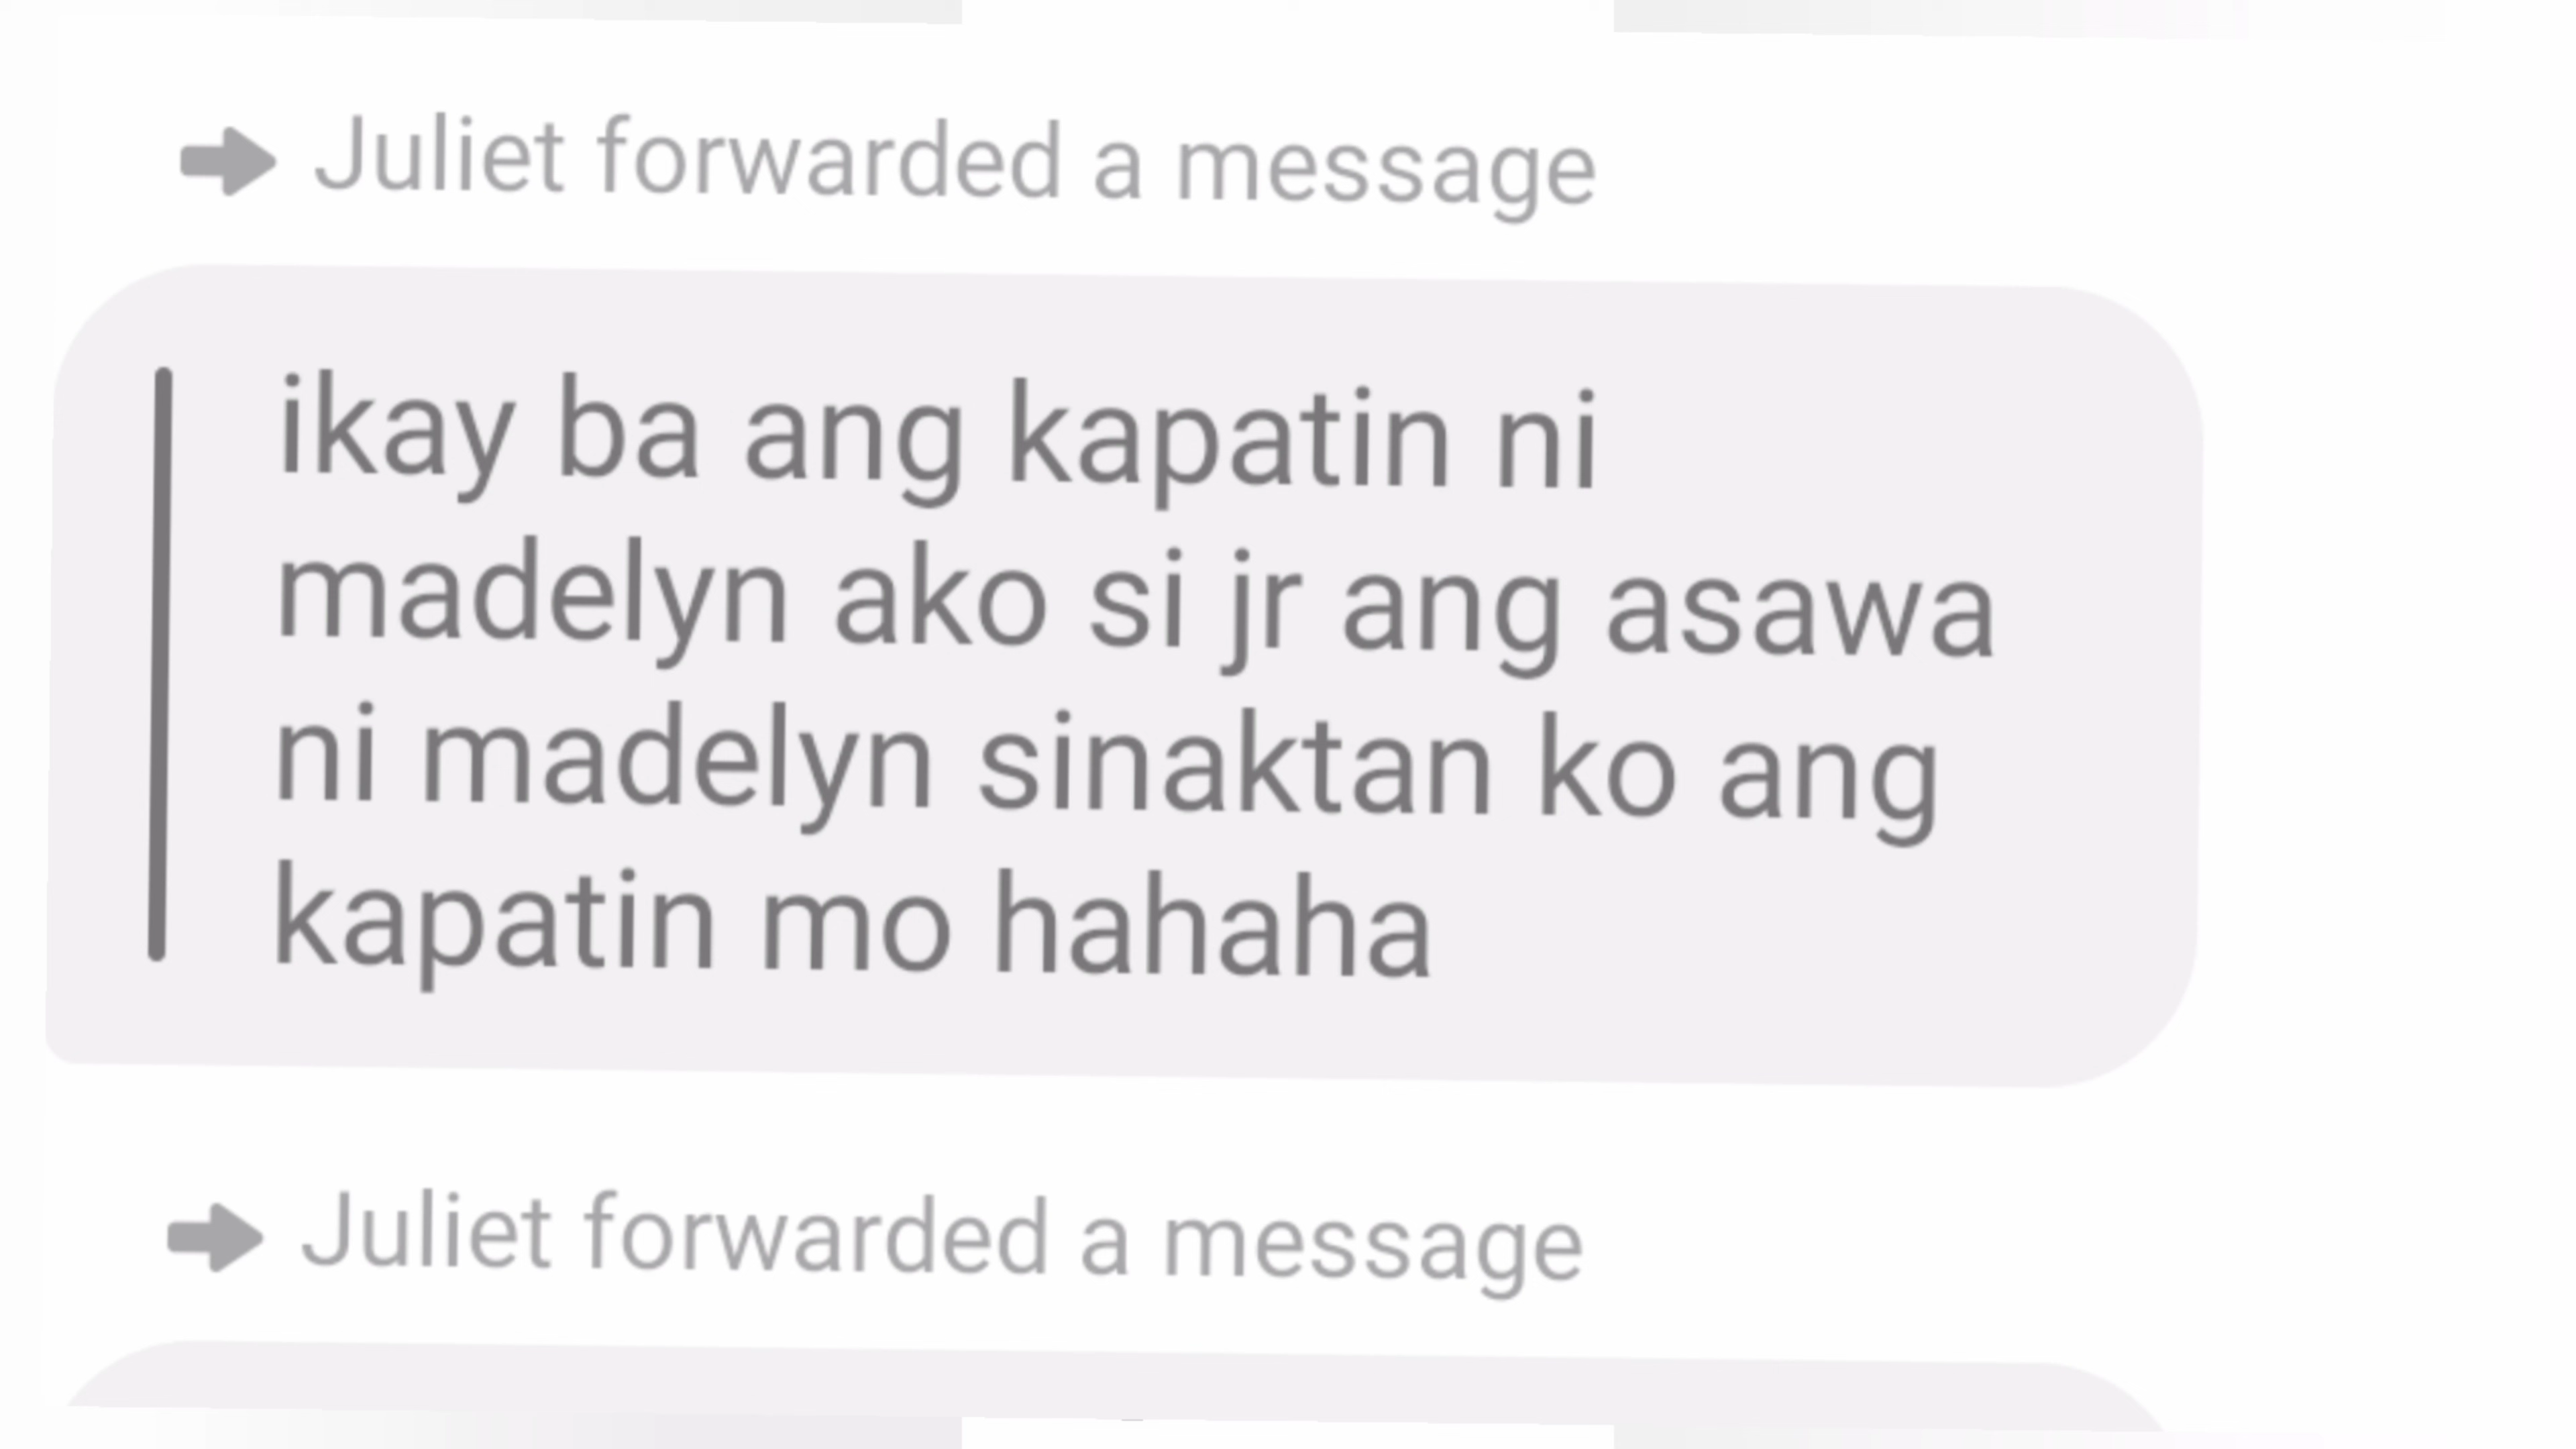 Juliet forwarded a message
ikay ba ang kapatin ni
madelyn ako si jr ang asawa
ni madelyn sinaktan ko ang
kapatin mo hahaha
Juliet forwarded a message